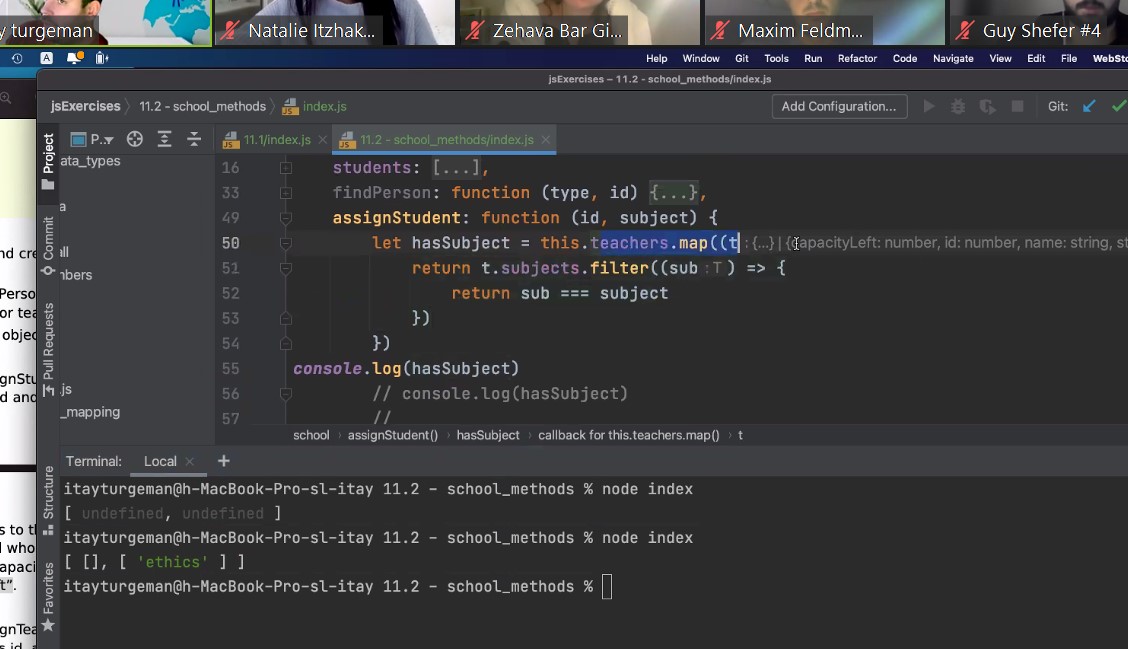 y turgeman
Natalie Itzhak...
Zehava Bar Gi...
Maxim Feldm...
Guy Shefer #4
A Help Window Git Tools Run Refactor Code Navigate View Edit File WebSto
jsExercises – 11.2 - school_methods/index.js
jsExercises 11.2 - school_methods JS index.js Add Configuration... Git:
Project P... JS 11.1/index.js JS 11.2 - school_methods/index.js
ata_types
16 students: [...],
33 findPerson: function (type, id) {...},
a
49 assignStudent: function (id, subject) {
Commit
all
50 let hasSubject = this.teachers.map((t : {...} | {capacityLeft: number, id: number, name: string, st
nd cre
51 return t.subjects.filter((sub : T ) => {
mbers
52 return sub === subject
Perso
or tea
53 })
objec
54 })
Pull Requests
55 console.log(hasSubject)
gnStu
.js
56 // console.log(hasSubject)
d and
_mapping
57 //
school assignStudent() hasSubject callback for this.teachers.map() t
Terminal: Local +
Structure
itayturgeman@h-MacBook-Pro-sl-itay 11.2 - school_methods % node index
[ undefined, undefined ]
s to th
itayturgeman@h-MacBook-Pro-sl-itay 11.2 - school_methods % node index
d who
[ [], [ 'ethics' ] ]
apaci
itayturgeman@h-MacBook-Pro-sl-itay 11.2 - school_methods %
t".
Favorites
gnTea